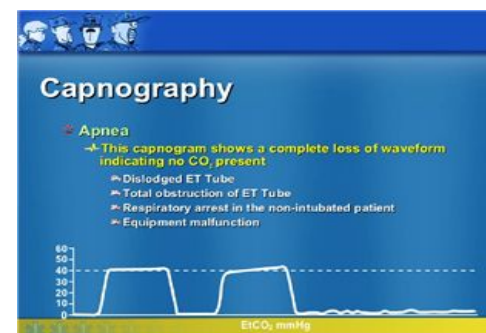 Capnography
Apnea
This capnogram shows a complete loss of waveform
indicating no CO₂ present
Dislodged ET Tube
Total obstruction of ET Tube
Respiratory arrest in the non-intubated patient
Equipment malfunction
60
50
40
30
20
10
0
EtCO₂ mmHg